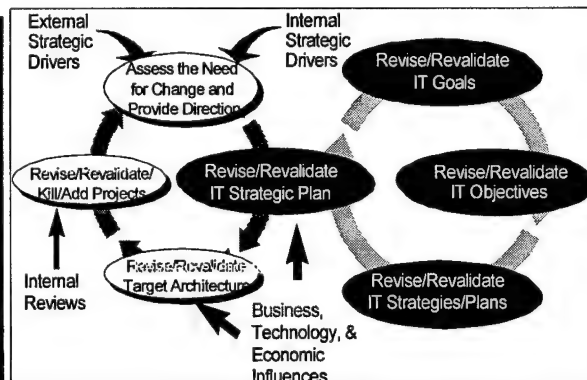 External
Strategic
Drivers
Internal
Strategic
Drivers
Assess the Need
for Change and
Provide Direction
Revise/Revalidate
IT Goals
Revise/Revalidate/
Kill/Add Projects
Revise/Revalidate
IT Strategic Plan
Revise/Revalidate
IT Objectives
Revise/Revalidate
Target Architecture
Revise/Revalidate
IT Strategies/Plans
Internal
Reviews
Business,
Technology, &
Economic
Influences